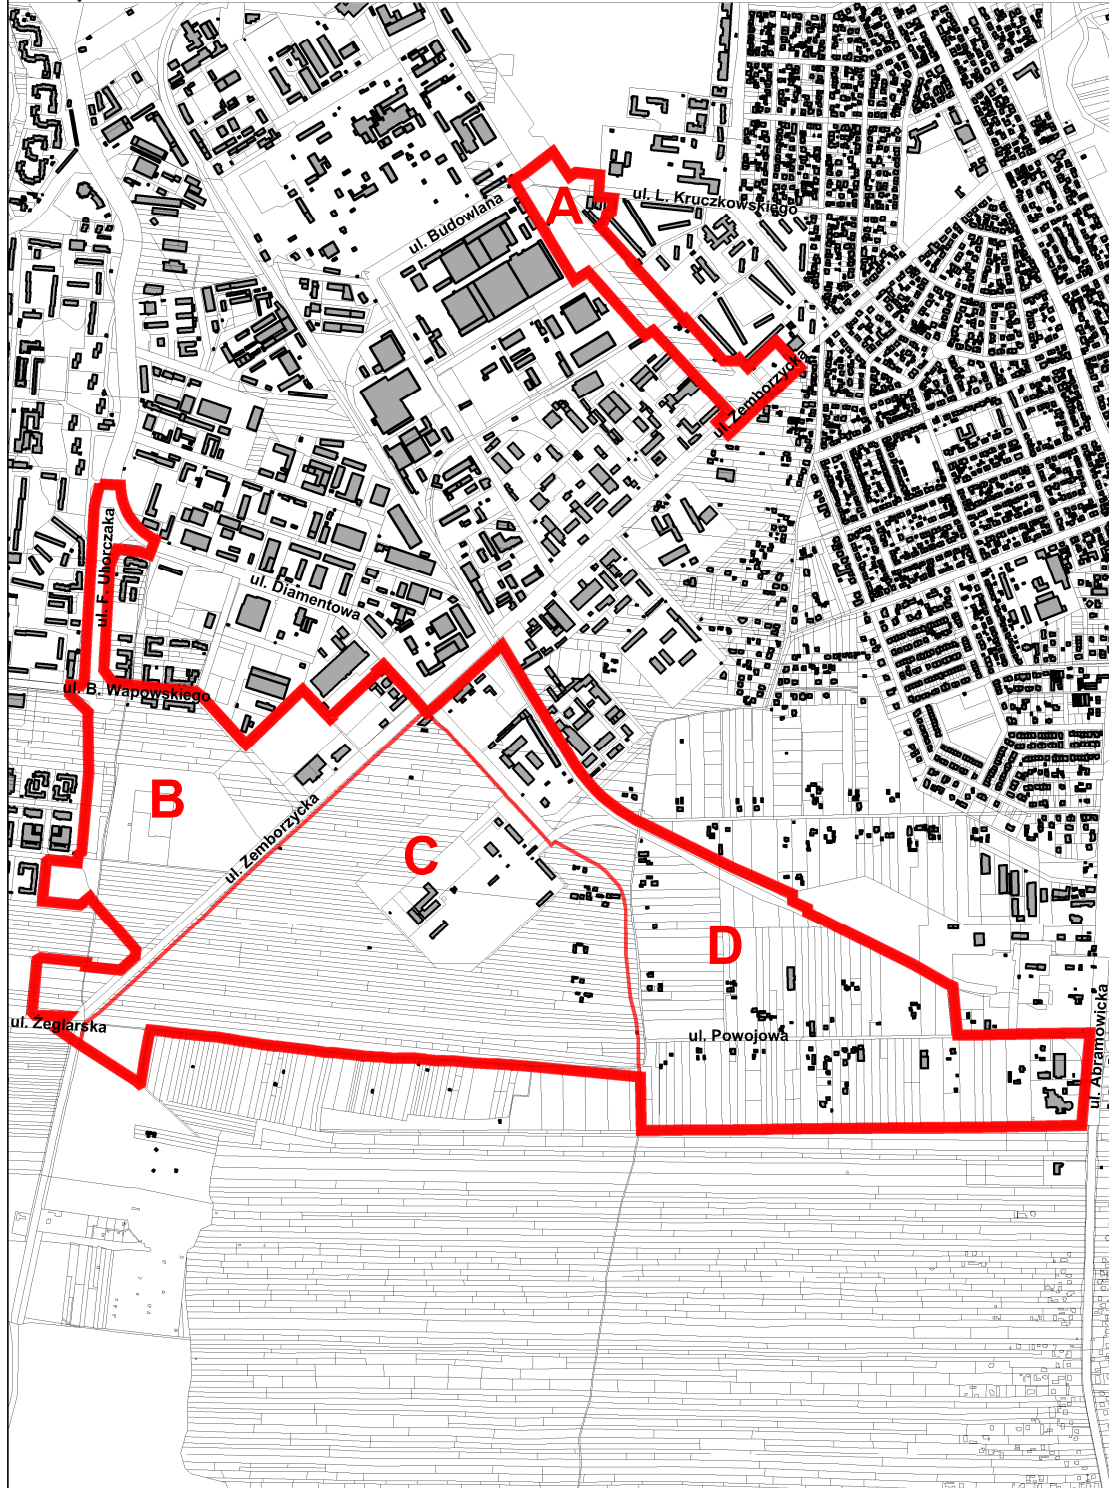 ul. L. Kruczkowskiego
A
ul. Budowlana
ul. Zemborzycka
ul. F. Uhorczaka
ul. Diamentowa
ul. B. Wapowskiego
B
ul. Zemborzycka
C
D
ul. Żeglarska
ul. Powojowa
ul. Abramowicka